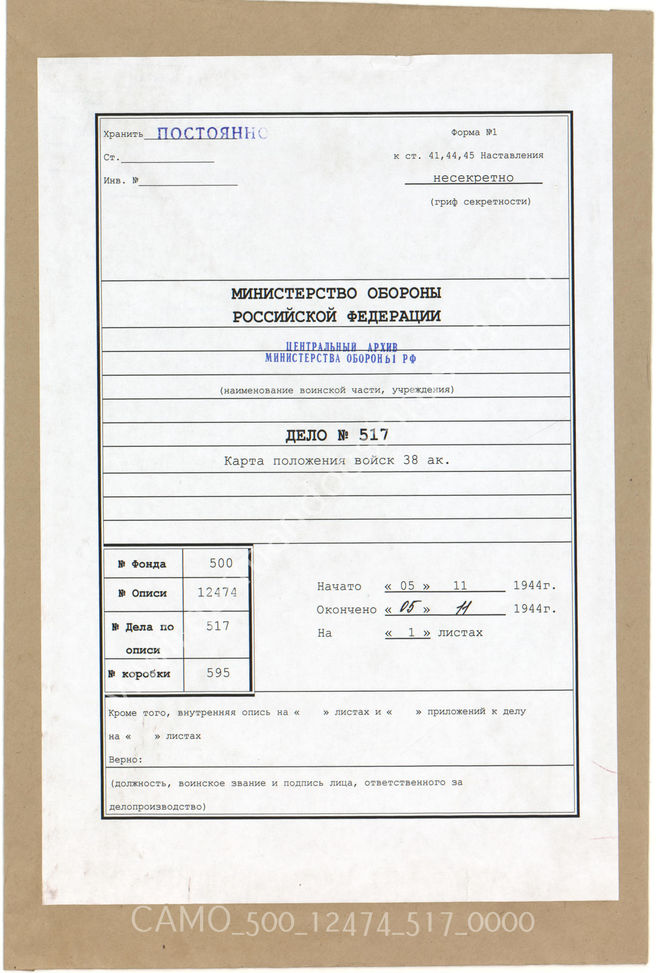 Хранить ПОСТОЯННО
Форма №1
Ст.
к ст. 41,44,45 Наставления
Инв. №
несекретно
(гриф секретности)
МИНИСТЕРСТВО ОБОРОНЫ
РОССИЙСКОЙ ФЕДЕРАЦИИ
ЦЕНТРАЛЬНЫЙ АРХИВ
МИНИСТЕРСТВА ОБОРОНЫ РФ
(наименование воинской части, учреждения)
ДЕЛО № 517
Карта положения войск 38 ак.
№ Фонда 500
№ Описи 12474
№ Дела по описи 517
№ коробки 595
Начато « 05 » 11 1944г.
Окончено « 05 » 11 1944г.
На « 1 » листах
Кроме того, внутренняя опись на « » листах и « » приложений к делу
на « » листах
Верно:
(должность, воинское звание и подпись лица, ответственного за
делопроизводство)
CAMO_500_12474_517_0000